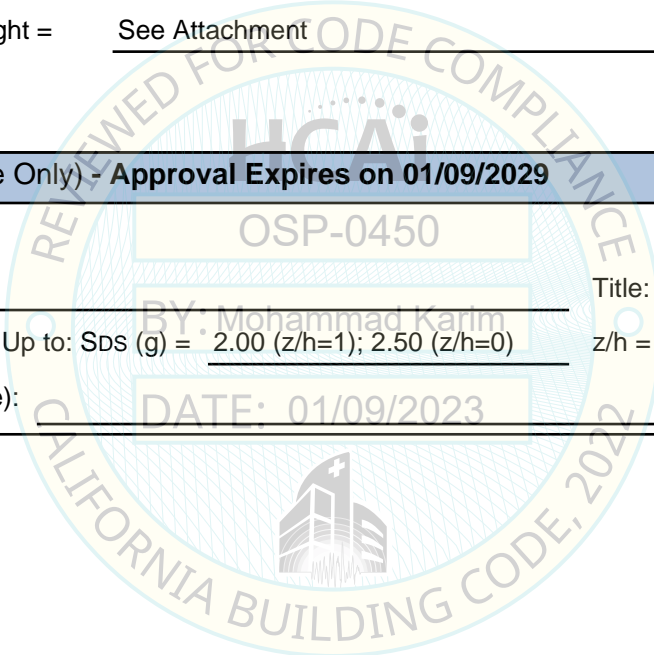 ght = See Attachment
REVIEWED FOR CODE COMPLIANCE
HCAi
e Only) - Approval Expires on 01/09/2029
OSP-0450
Title:
BY: Mohammad Karim
Up to: SDS (g) = 2.00 (z/h=1); 2.50 (z/h=0) z/h =
e):
DATE: 01/09/2023
CALIFORNIA BUILDING CODE, 2022